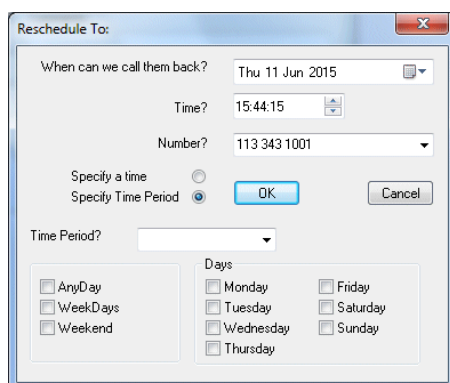 Reschedule To:
When can we call them back? Thu 11 Jun 2015
Time? 15:44:15
Number? 113 343 1001
Specify a time
Specify Time Period OK Cancel
Time Period?
Days
AnyDay Monday Friday
WeekDays Tuesday Saturday
Weekend Wednesday Sunday
Thursday